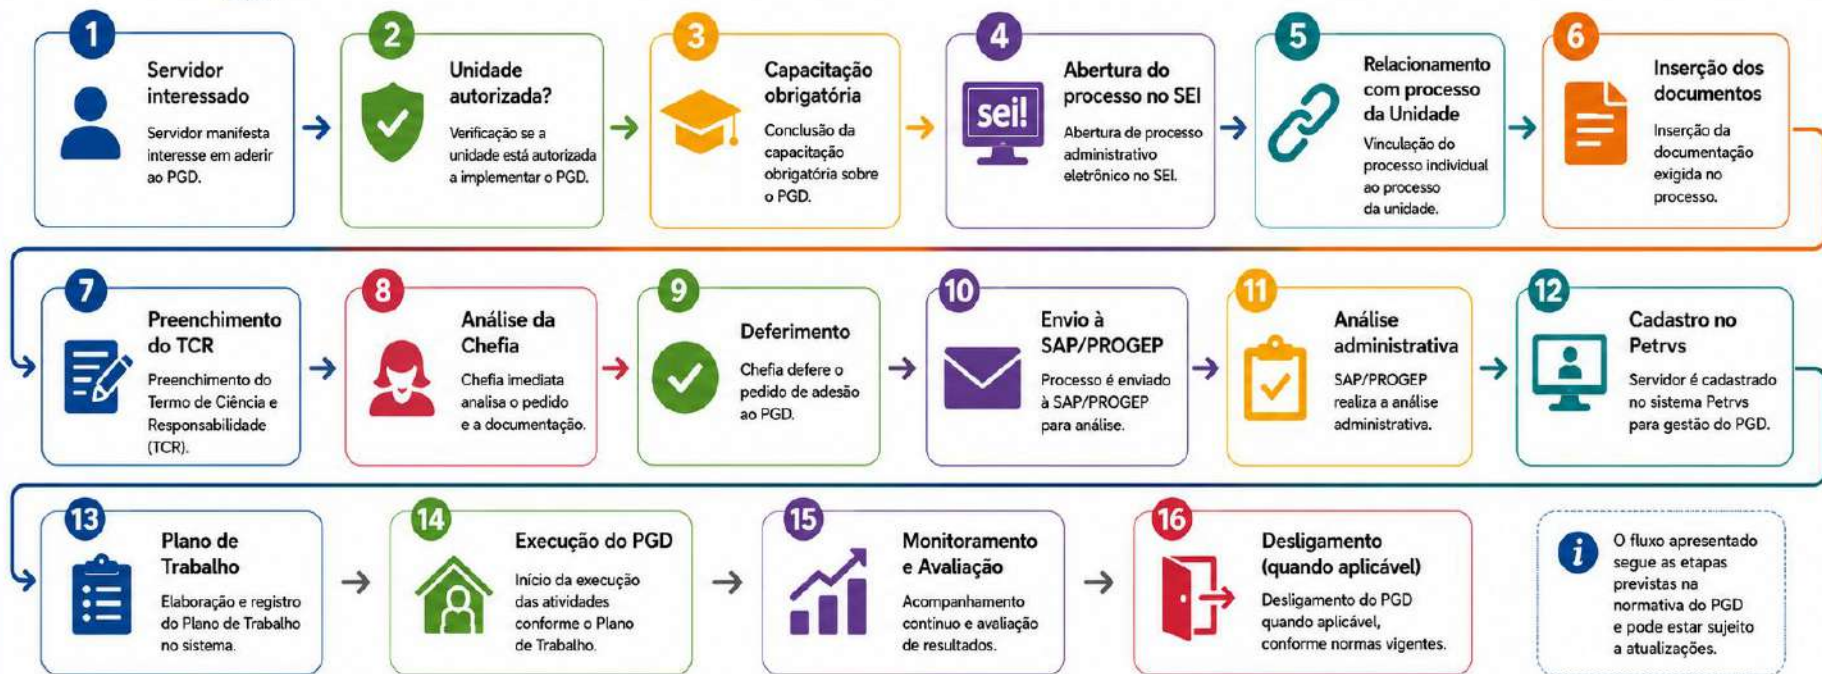 1
Servidor
interessado
Servidor manifesta
interesse em aderir
ao PGD.
2
Unidade
autorizada?
Verificação se a
unidade está autorizada
a implementar o PGD.
3
Capacitação
obrigatória
Conclusão da
capacitação
obrigatória sobre
o PGD.
4
sei!
Abertura do
processo no SEI
Abertura de processo
administrativo
eletrônico no SEI.
5
Relacionamento
com processo
da Unidade
Vinculação do
processo individual
ao processo
da unidade.
6
Inserção dos
documentos
Inserção da
documentação
exigida no
processo.
7
Preenchimento
do TCR
Preenchimento do
Termo de Ciência e
Responsabilidade
(TCR).
8
Análise da
Chefia
Chefia imediata
analisa o pedido
e a documentação.
9
Deferimento
Chefia defere o
pedido de adesão
ao PGD.
10
Envio à
SAP/PROGEP
Processo é enviado
à SAP/PROGEP
para análise.
11
Análise
administrativa
SAP/PROGEP
realiza a análise
administrativa.
12
Cadastro no
Petrvs
Servidor é cadastrado
no sistema Petrvs
para gestão do PGD.
13
Plano de
Trabalho
Elaboração e registro
do Plano de Trabalho
no sistema.
14
Execução do PGD
Início da execução
das atividades
conforme o Plano
de Trabalho.
15
Monitoramento
e Avaliação
Acompanhamento
contínuo e avaliação
de resultados.
16
Desligamento
(quando aplicável)
Desligamento do PGD
quando aplicável,
conforme normas vigentes.
i
O fluxo apresentado
segue as etapas
previstas na
normativa do PGD
e pode estar sujeito
a atualizações.